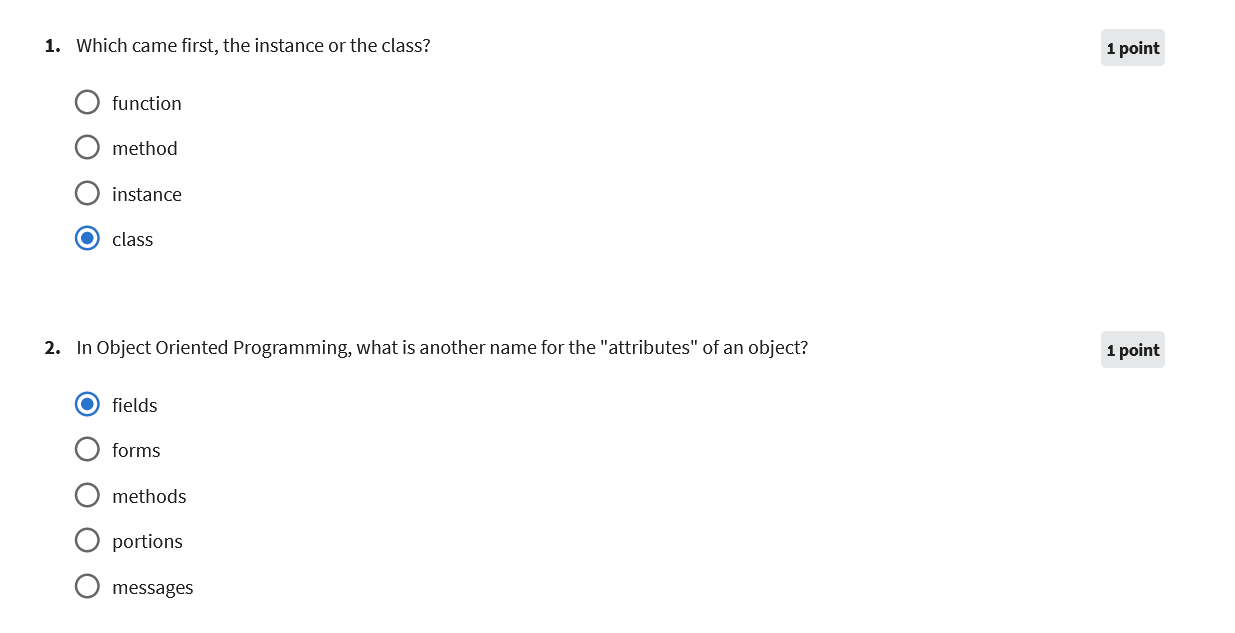 1. Which came first, the instance or the class?
1 point
function
method
instance
class
2. In Object Oriented Programming, what is another name for the "attributes" of an object?
1 point
fields
forms
methods
portions
messages